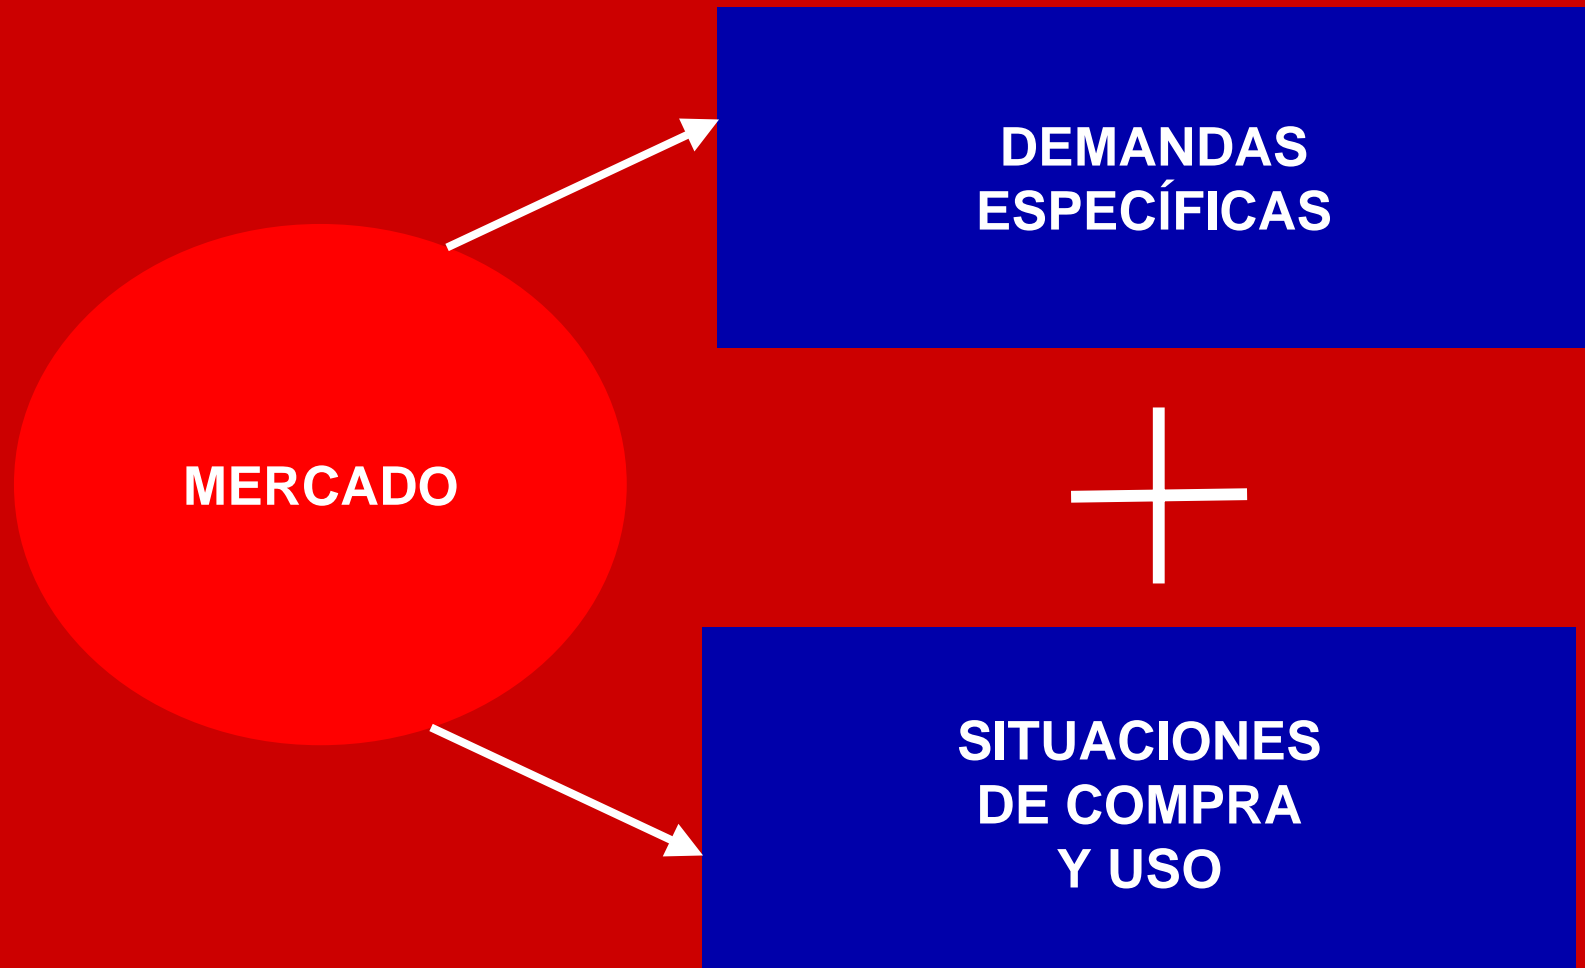 DEMANDAS
ESPECÍFICAS
MERCADO
SITUACIONES
DE COMPRA
Y USO